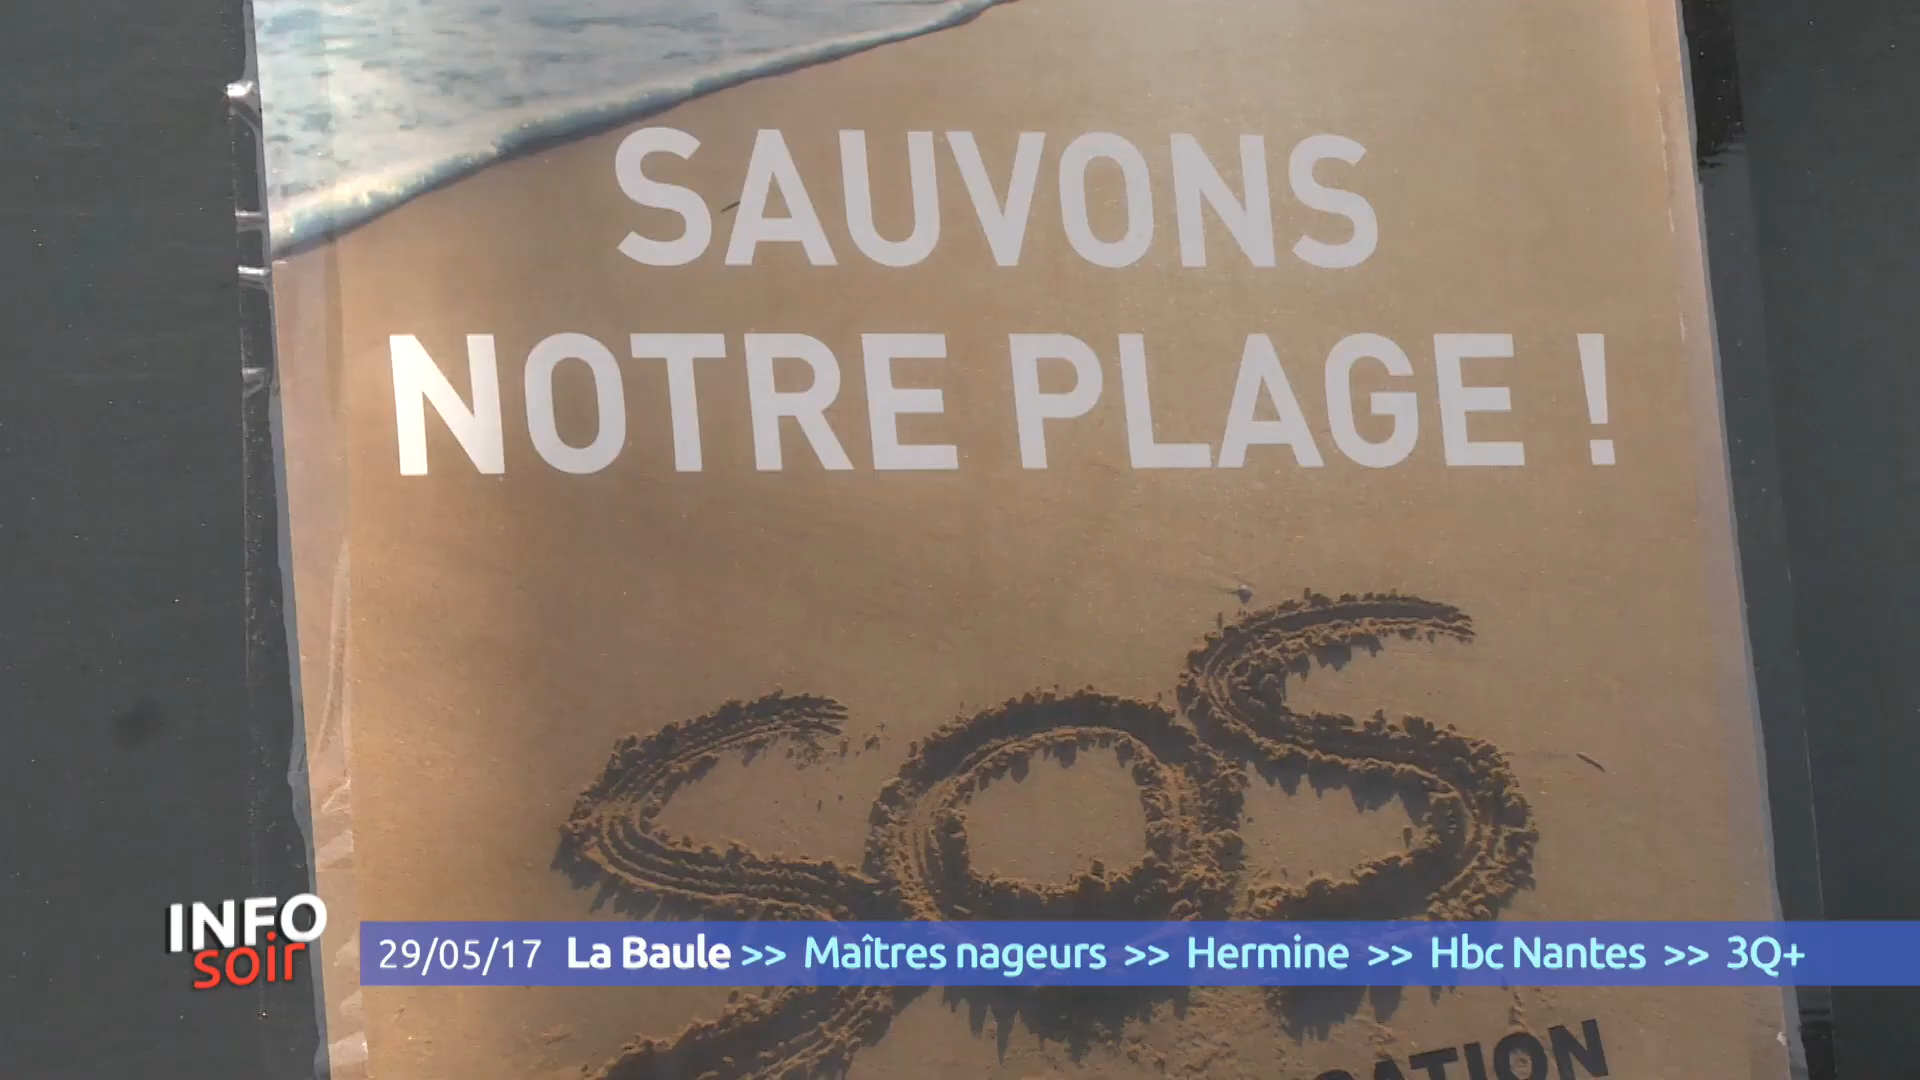 SAUVONS
NOTRE PLAGE !
SOS
INFO
soir
29/05/17 La Baule >> Maîtres nageurs >> Hermine >> Hbc Nantes >> 3Q+